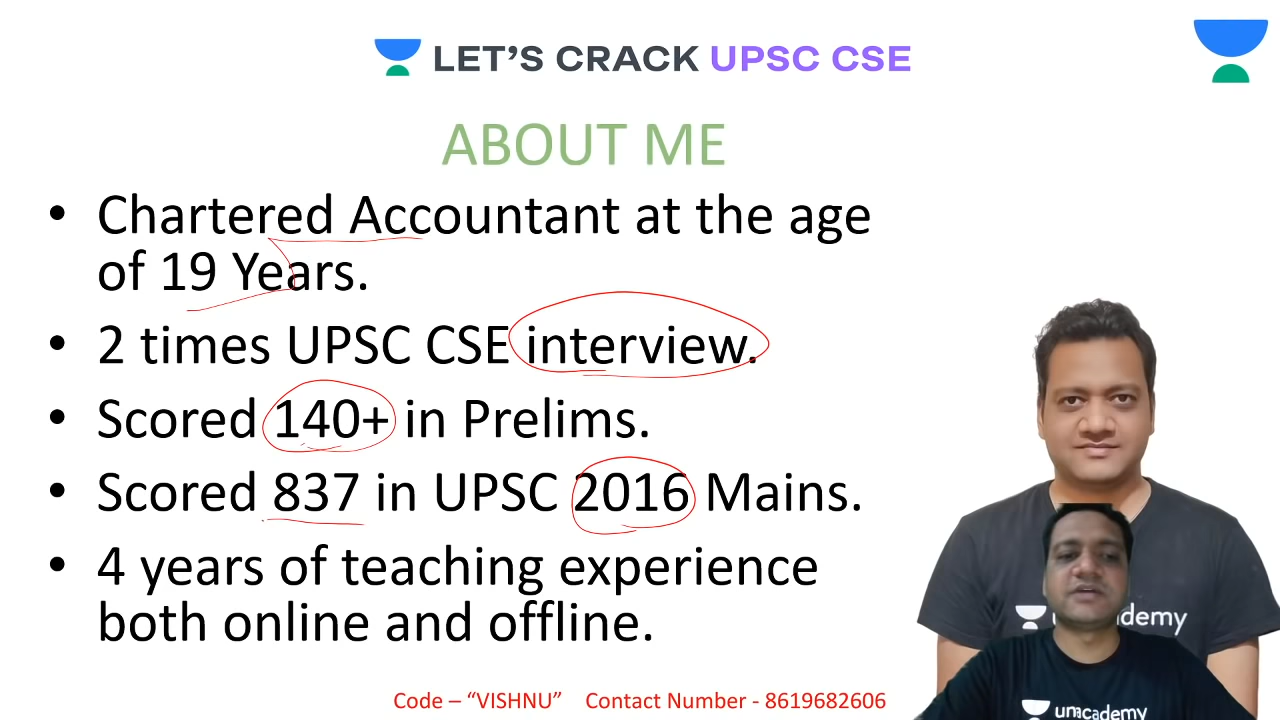 LET'S CRACK UPSC CSE
ABOUT ME
• Chartered Accountant at the age
of 19 Years.
• 2 times UPSC CSE interview.
• Scored 140+ in Prelims.
• Scored 837 in UPSC 2016 Mains.
• 4 years of teaching experience
both online and offline.
Code – “VISHNU” Contact Number - 8619682606
unacademy